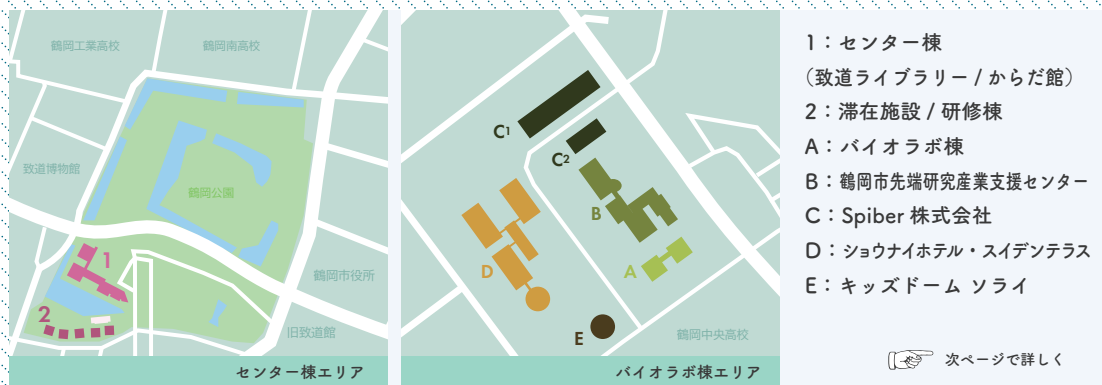 鶴岡工業高校
鶴岡南高校
致道博物館
鶴岡公園
1
鶴岡市役所
2
旧致道館
センター棟エリア
C1
C2
B
D
A
E
鶴岡中央高校
バイオラボ棟エリア
1：センター棟
（致道ライブラリー / からだ館）
2：滞在施設 / 研修棟
A：バイオラボ棟
B：鶴岡市先端研究産業支援センター
C：Spiber 株式会社
D：ショウナイホテル・スイデンテラス
E：キッズドーム ソライ
次ページで詳しく